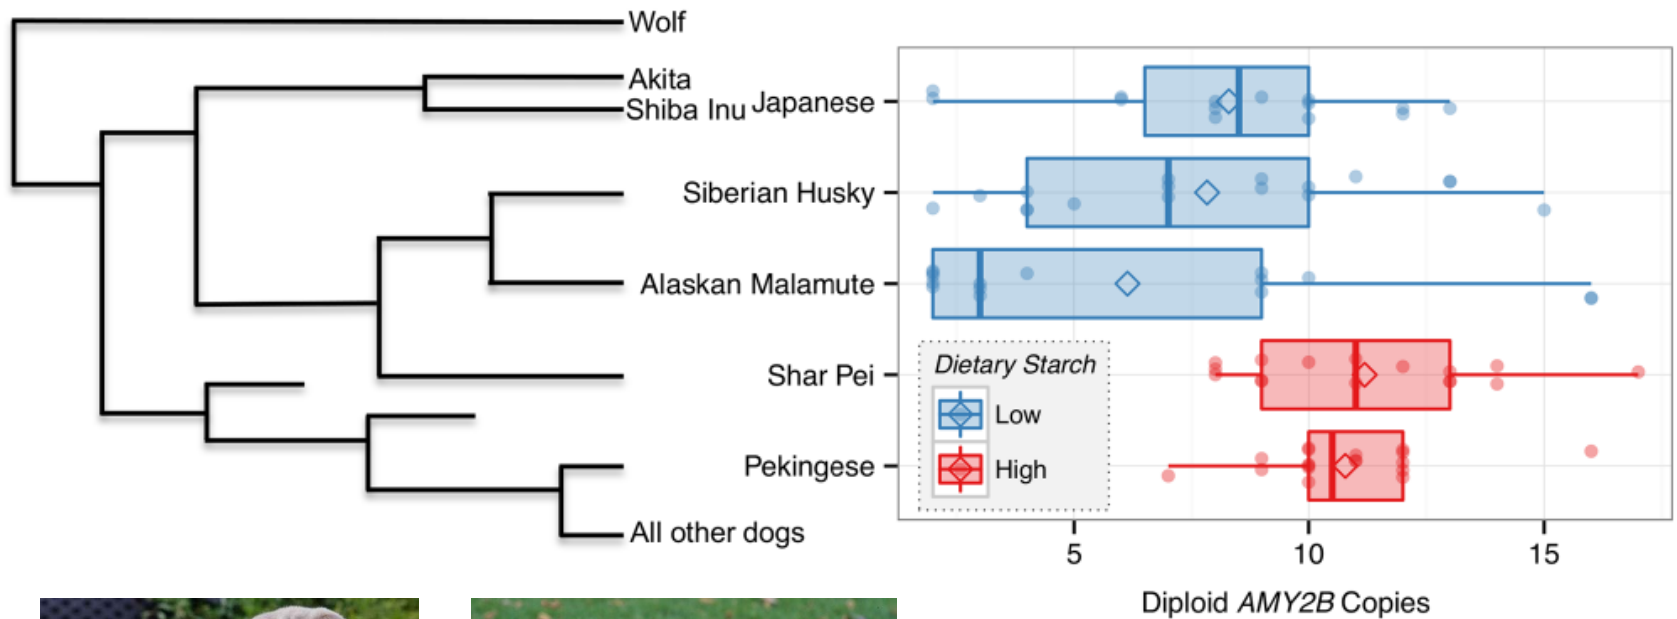 Wolf
Akita
Shiba Inu
Japanese
Siberian Husky
Alaskan Malamute
Shar Pei
Pekingese
All other dogs
Dietary Starch
Low
High
5 10 15
Diploid AMY2B Copies